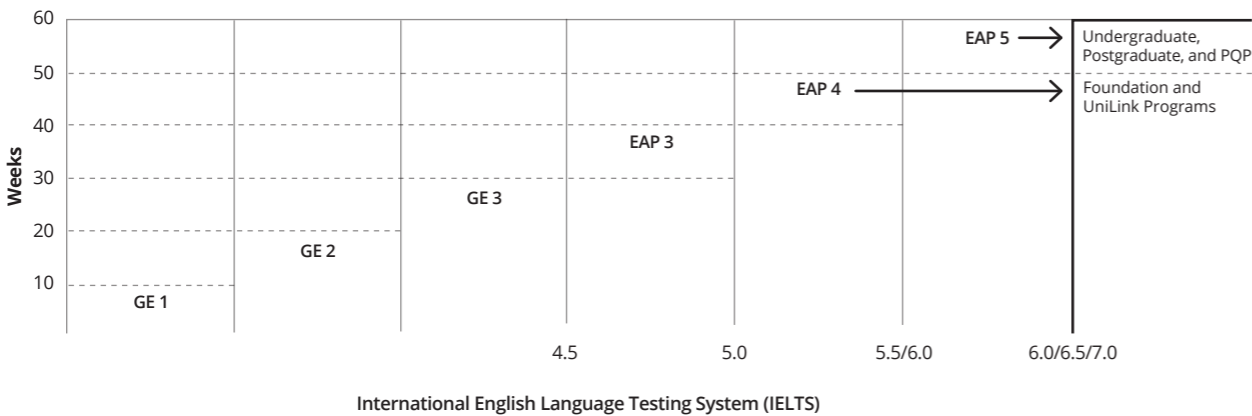 60
EAP 5
Undergraduate,
Postgraduate, and PQP
50
EAP 4
Foundation and
UniLink Programs
40
EAP 3
Weeks
30
GE 3
20
GE 2
10
GE 1
4.5
5.0
5.5/6.0
6.0/6.5/7.0
International English Language Testing System (IELTS)